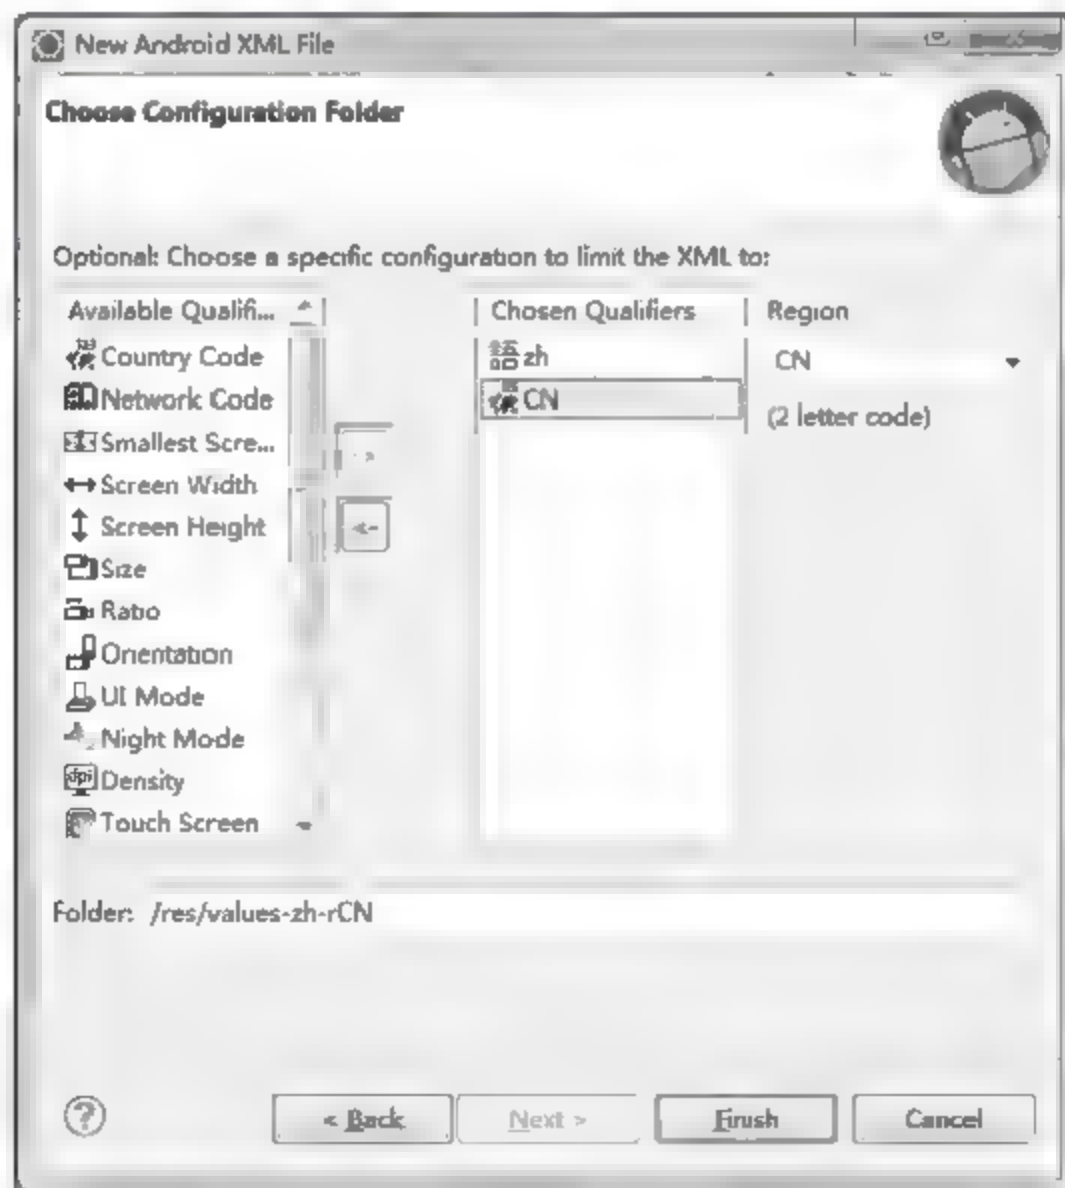 New Android XML File
Choose Configuration Folder
Optional: Choose a specific configuration to limit the XML to:
Available Qualifi...
Country Code
Network Code
Smallest Scre...
Screen Width
Screen Height
Size
Ratio
Orientation
UI Mode
Night Mode
Density
Touch Screen
Chosen Qualifiers
zh
CN
Region
CN
(2 letter code)
Folder: /res/values-zh-rCN
< Back
Next >
Finish
Cancel